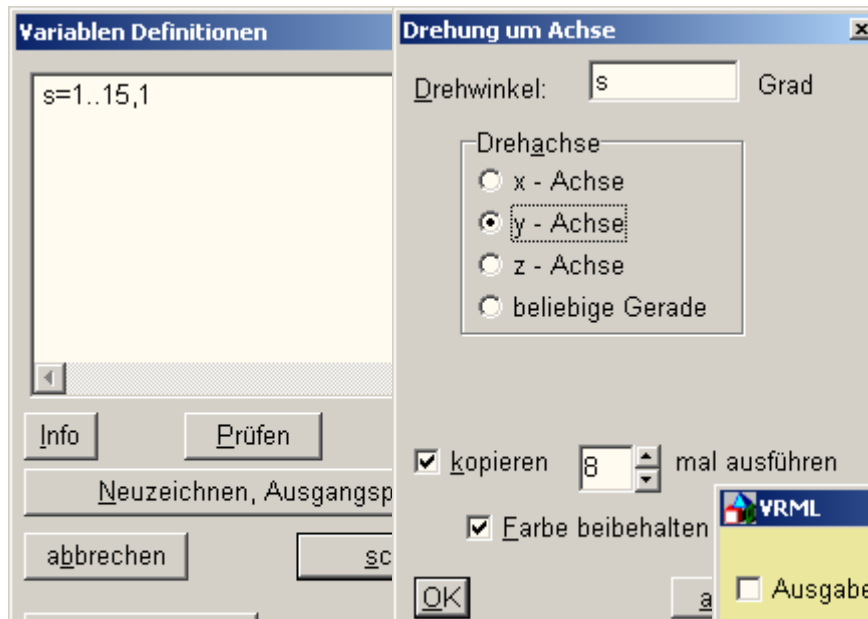 Variablen Definitionen
s=1..15,1
Info
Prüfen
Neuzeichnen, Ausgangsp
abbrechen
sc
Drehung um Achse
Drehwinkel: s Grad
Drehachse
x - Achse
y - Achse
z - Achse
beliebige Gerade
kopieren 8 mal ausführen
Farbe beibehalten
OK
a
VRML
Ausgabe